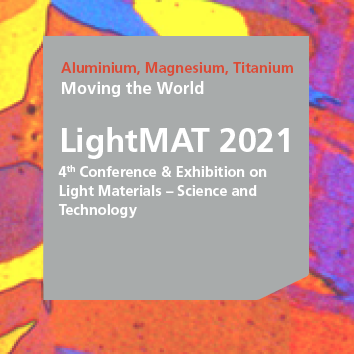 Aluminium, Magnesium, Titanium
Moving the World
LightMAT 2021
4th Conference & Exhibition on
Light Materials – Science and
Technology